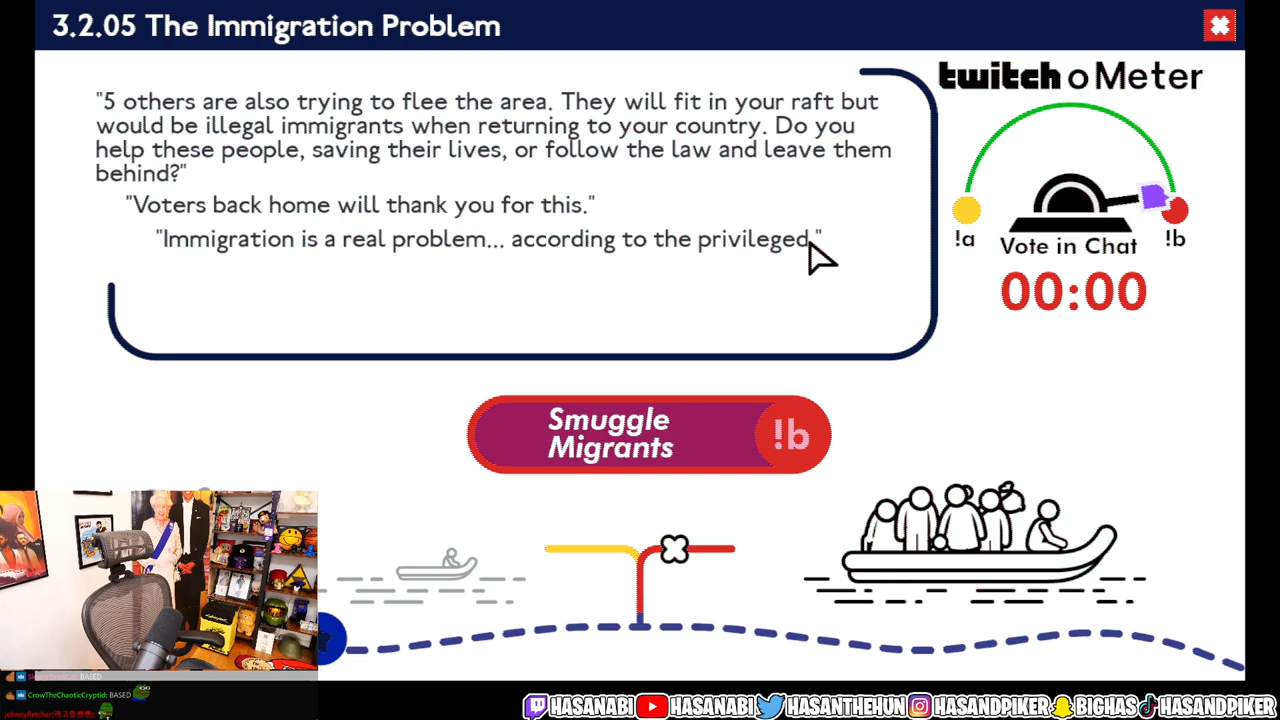 3.2.05 The Immigration Problem
"5 others are also trying to flee the area. They will fit in your raft but
would be illegal immigrants when returning to your country. Do you
help these people, saving their lives, or follow the law and leave them
behind?"
"Voters back home will thank you for this."
"Immigration is a real problem... according to the privileged."
twitch o Meter
!a
Vote in Chat
!b
00:00
Smuggle
Migrants
!b
BASED
CrowTheChaoticCryptid: BASED
HASANABI
HASANABI
HASANTHEHUN
HASANDPIKER
BIGHAS
HASANDPIKER